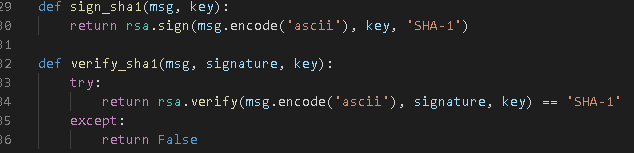 29 def sign_sha1(msg, key):
30     return rsa.sign(msg.encode('ascii'), key, 'SHA-1')
31
32 def verify_sha1(msg, signature, key):
33     try:
34         return rsa.verify(msg.encode('ascii'), signature, key) == 'SHA-1'
35     except:
36         return False